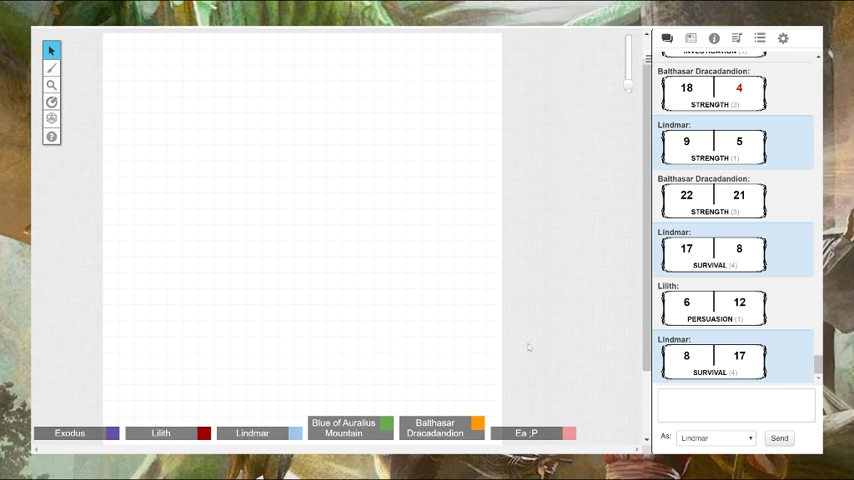 INVESTIGATION
Balthasar Dracadandion:
18 4
STRENGTH (3)
Lindmar:
9 5
STRENGTH (1)
Balthasar Dracadandion:
22 21
STRENGTH (3)
Lindmar:
17 8
SURVIVAL (4)
Lilith:
6 12
PERSUASION (1)
Lindmar:
8 17
SURVIVAL (4)
As: Lindmar Send
Exodus
Lilith
Lindmar
Blue of Auralius
Mountain
Balthasar
Dracadandion
Ea ;P